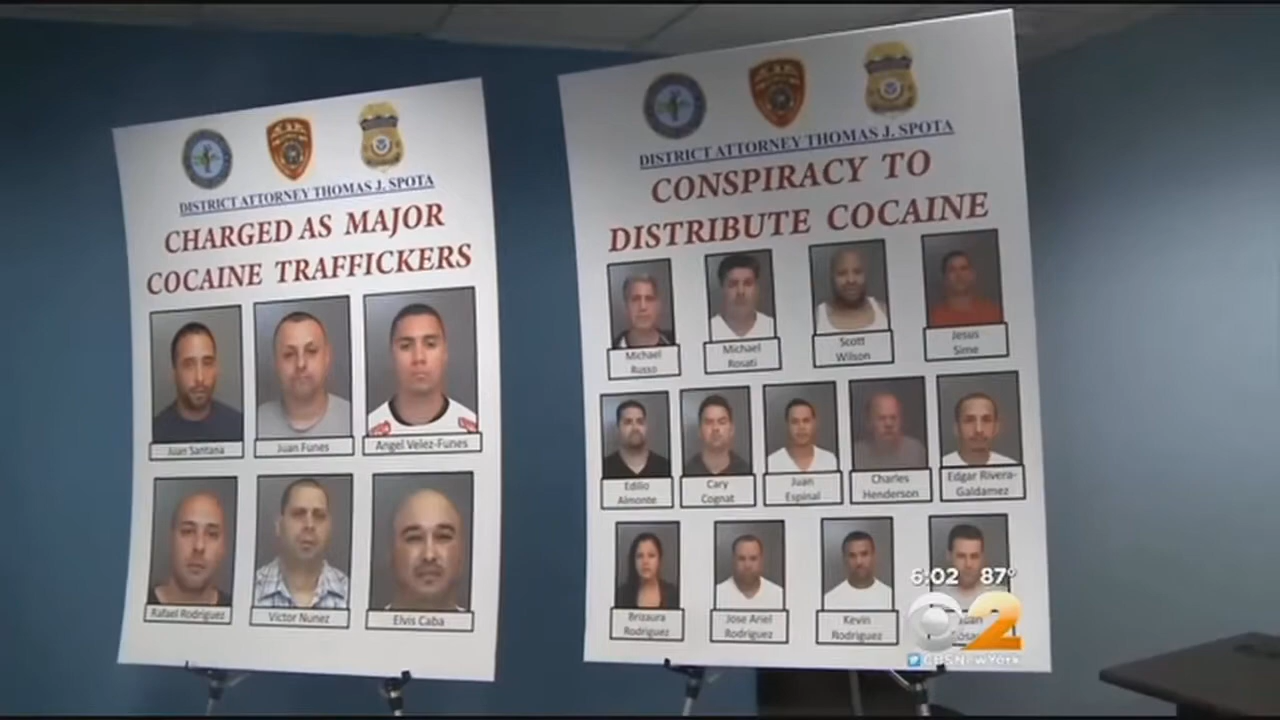 DISTRICT ATTORNEY THOMAS J. SPOTA
CHARGED AS MAJOR
COCAINE TRAFFICKERS
Juan Santana
Juan Funes
Angel Velez-Funes
Rafael Rodriguez
Victor Nunez
Elvis Caba
DISTRICT ATTORNEY THOMAS J. SPOTA
CONSPIRACY TO
DISTRIBUTE COCAINE
Michael
Russo
Michael
Rosati
Scott
Wilson
Jesus
Sime
Edilio
Almonte
Cary
Cognat
Juan
Espinal
Charles
Henderson
Edgar Rivera-
Galdamez
Brizaura
Rodriguez
Jose Ariel
Rodriguez
Kevin
Rodriguez
6:02 87°
2
CBSNewYork